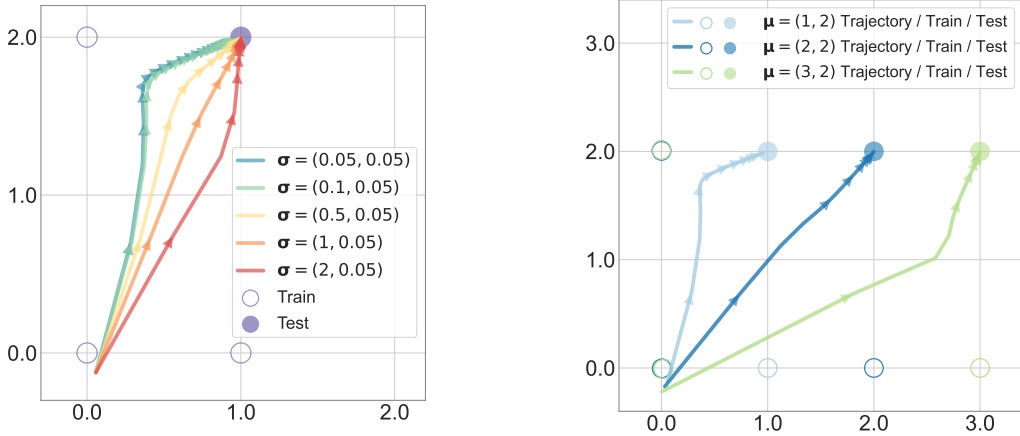 2.0
1.0
0.0
0.0
1.0
2.0
σ = (0.05, 0.05)
σ = (0.1, 0.05)
σ = (0.5, 0.05)
σ = (1, 0.05)
σ = (2, 0.05)
Train
Test
3.0
2.0
1.0
0.0
0.0
1.0
2.0
3.0
μ = (1, 2) Trajectory / Train / Test
μ = (2, 2) Trajectory / Train / Test
μ = (3, 2) Trajectory / Train / Test